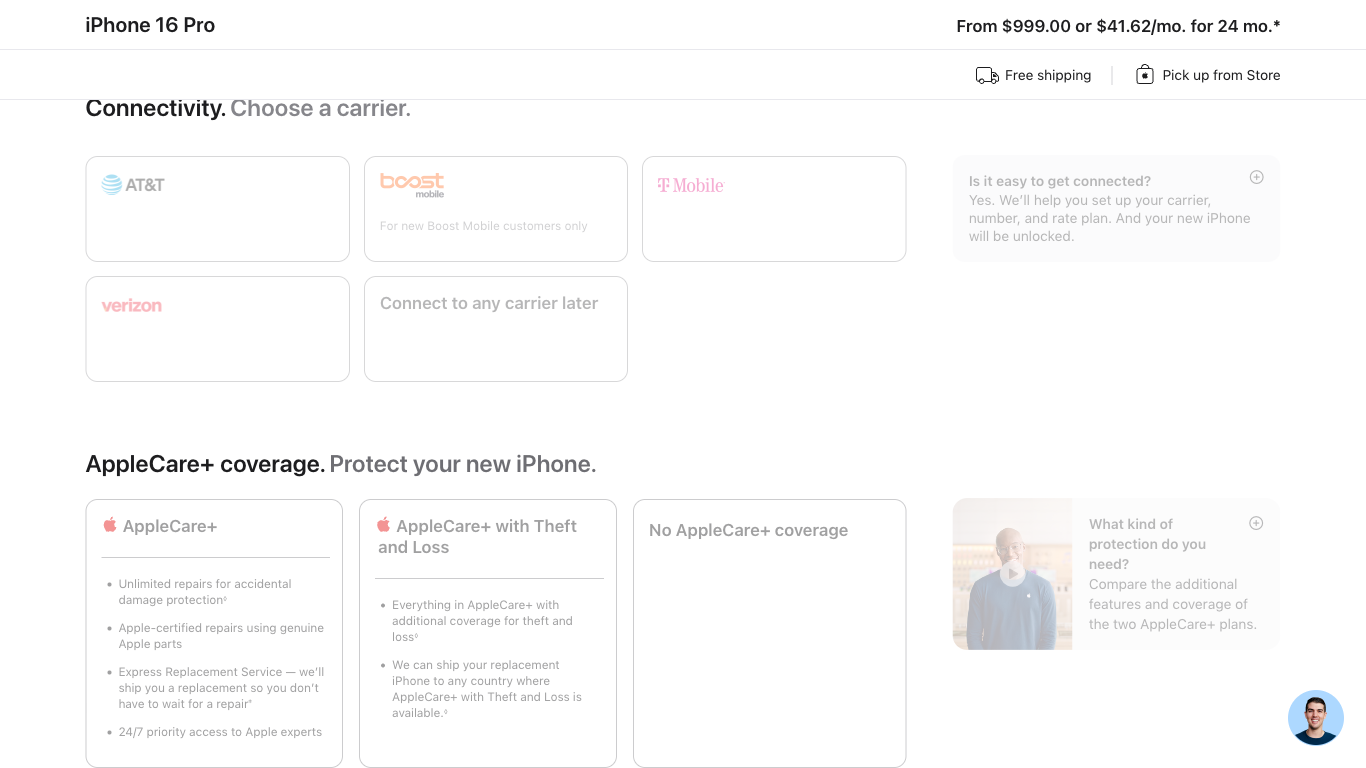 iPhone 16 Pro
From $999.00 or $41.62/mo. for 24 mo.*
Free shipping
Pick up from Store
Connectivity. Choose a carrier.
AT&T
boost
mobile
For new Boost Mobile customers only
T Mobile
Is it easy to get connected?
Yes. We’ll help you set up your carrier,
number, and rate plan. And your new iPhone
will be unlocked.
verizon
Connect to any carrier later
AppleCare+ coverage. Protect your new iPhone.
AppleCare+
• Unlimited repairs for accidental
damage protection◊
• Apple-certified repairs using genuine
Apple parts
• Express Replacement Service — we’ll
ship you a replacement so you don’t
have to wait for a repair˟
• 24/7 priority access to Apple experts
AppleCare+ with Theft
and Loss
• Everything in AppleCare+ with
additional coverage for theft and
loss◊
• We can ship your replacement
iPhone to any country where
AppleCare+ with Theft and Loss is
available.◊
No AppleCare+ coverage
What kind of
protection do you
need?
Compare the additional
features and coverage of
the two AppleCare+ plans.